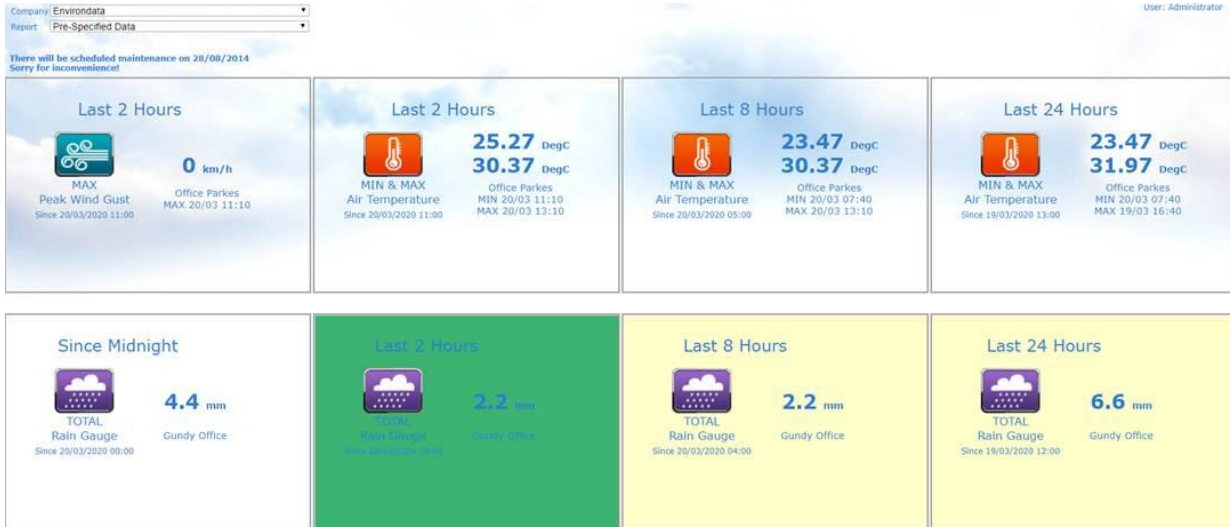 Company Environdata
User: Administrator
Report Pre-Specified Data
There will be scheduled maintenance on 28/08/2014
Sorry for inconvenience!
Last 2 Hours
0 km/h
MAX
Peak Wind Gust
Since 20/03/2020 11:00
Office Parkes
MAX 20/03 11:10
Last 2 Hours
25.27 DegC
30.37 DegC
MIN & MAX
Air Temperature
Since 20/03/2020 11:00
Office Parkes
MIN 20/03 11:10
MAX 20/03 13:10
Last 8 Hours
23.47 DegC
30.37 DegC
MIN & MAX
Air Temperature
Since 20/03/2020 05:00
Office Parkes
MIN 20/03 07:40
MAX 20/03 13:10
Last 24 Hours
23.47 DegC
31.97 DegC
MIN & MAX
Air Temperature
Since 19/03/2020 13:00
Office Parkes
MIN 20/03 07:40
MAX 19/03 16:40
Since Midnight
4.4 mm
TOTAL
Rain Gauge
Since 20/03/2020 00:00
Gundy Office
Last 2 Hours
2.2 mm
TOTAL
Rain Gauge
Since 20/03/2020
Gundy Office
Last 8 Hours
2.2 mm
TOTAL
Rain Gauge
Since 20/03/2020 04:00
Gundy Office
Last 24 Hours
6.6 mm
TOTAL
Rain Gauge
Since 19/03/2020 12:00
Gundy Office